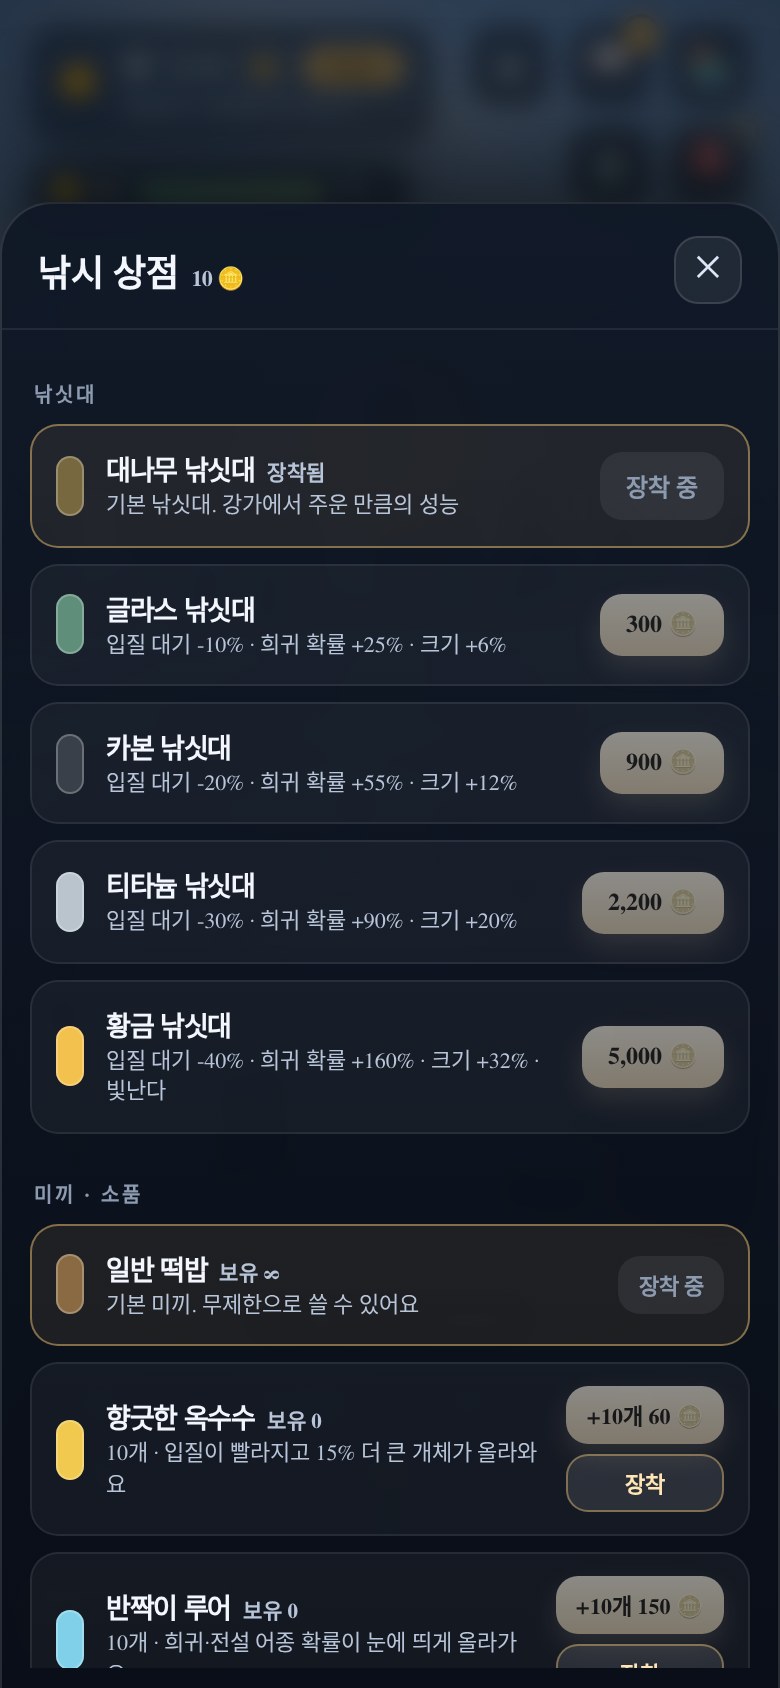 낚시 상점 10
낚싯대
대나무 낚싯대 장착됨
기본 낚싯대. 강가에서 주운 만큼의 성능
장착 중
글라스 낚싯대
입질 대기 -10% · 희귀 확률 +25% · 크기 +6%
300
카본 낚싯대
입질 대기 -20% · 희귀 확률 +55% · 크기 +12%
900
티타늄 낚싯대
입질 대기 -30% · 희귀 확률 +90% · 크기 +20%
2,200
황금 낚싯대
입질 대기 -40% · 희귀 확률 +160% · 크기 +32% ·
빛난다
5,000
미끼 · 소품
일반 떡밥 보유 ∞
기본 미끼. 무제한으로 쓸 수 있어요
장착 중
향긋한 옥수수 보유 0
10개 · 입질이 빨라지고 15% 더 큰 개체가 올라와
요
+10개 60
장착
반짝이 루어 보유 0
10개 · 희귀·전설 어종 확률이 눈에 띄게 올라가
+10개 150